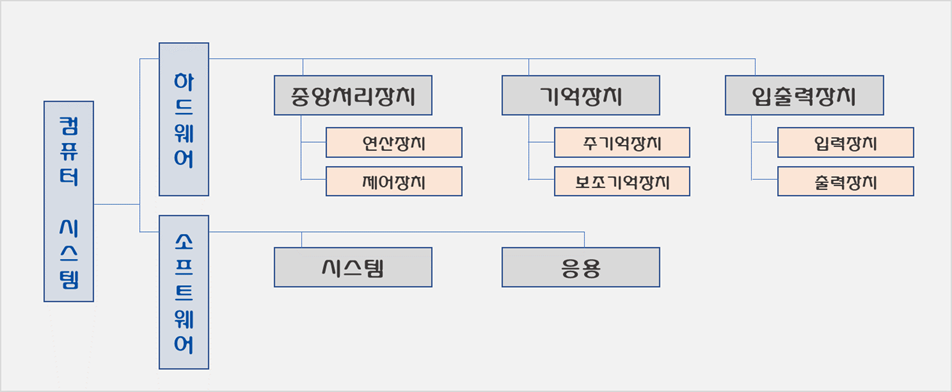 컴퓨터 시스템
하드웨어
중앙처리장치
연산장치
제어장치
기억장치
주기억장치
보조기억장치
입출력장치
입력장치
출력장치
소프트웨어
시스템
응용